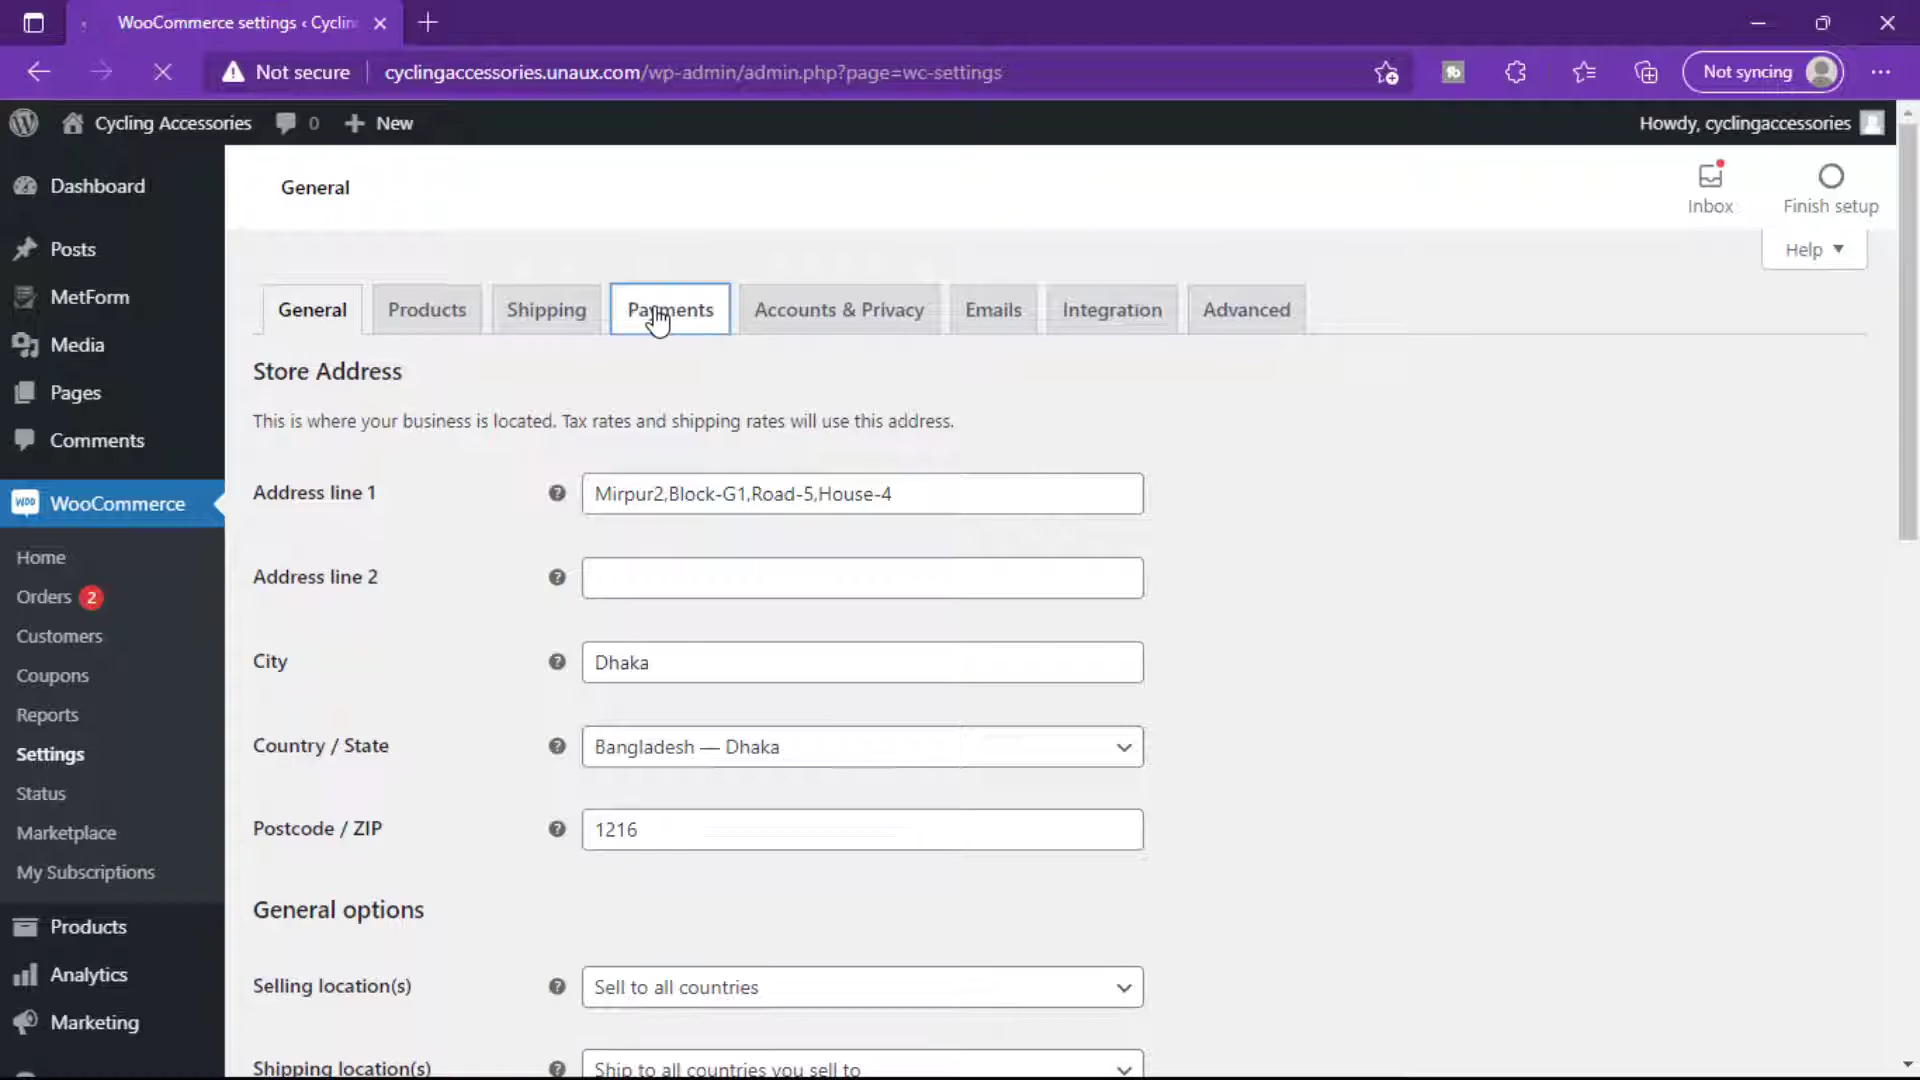 WooCommerce settings ‹ Cyclin
Not secure
cyclingaccessories.unaux.com/wp-admin/admin.php?page=wc-settings
Not syncing
Cycling Accessories
0
New
Howdy, cyclingaccessories
Dashboard
Posts
MetForm
Media
Pages
Comments
WooCommerce
Home
Orders 2
Customers
Coupons
Reports
Settings
Status
Marketplace
My Subscriptions
Products
Analytics
Marketing
General
Inbox
Finish setup
Help
General
Products
Shipping
Payments
Accounts & Privacy
Emails
Integration
Advanced
Store Address
This is where your business is located. Tax rates and shipping rates will use this address.
Address line 1
Mirpur2,Block-G1,Road-5,House-4
Address line 2
City
Dhaka
Country / State
Bangladesh — Dhaka
Postcode / ZIP
1216
General options
Selling location(s)
Sell to all countries
Shipping location(s)
Ship to all countries you sell to